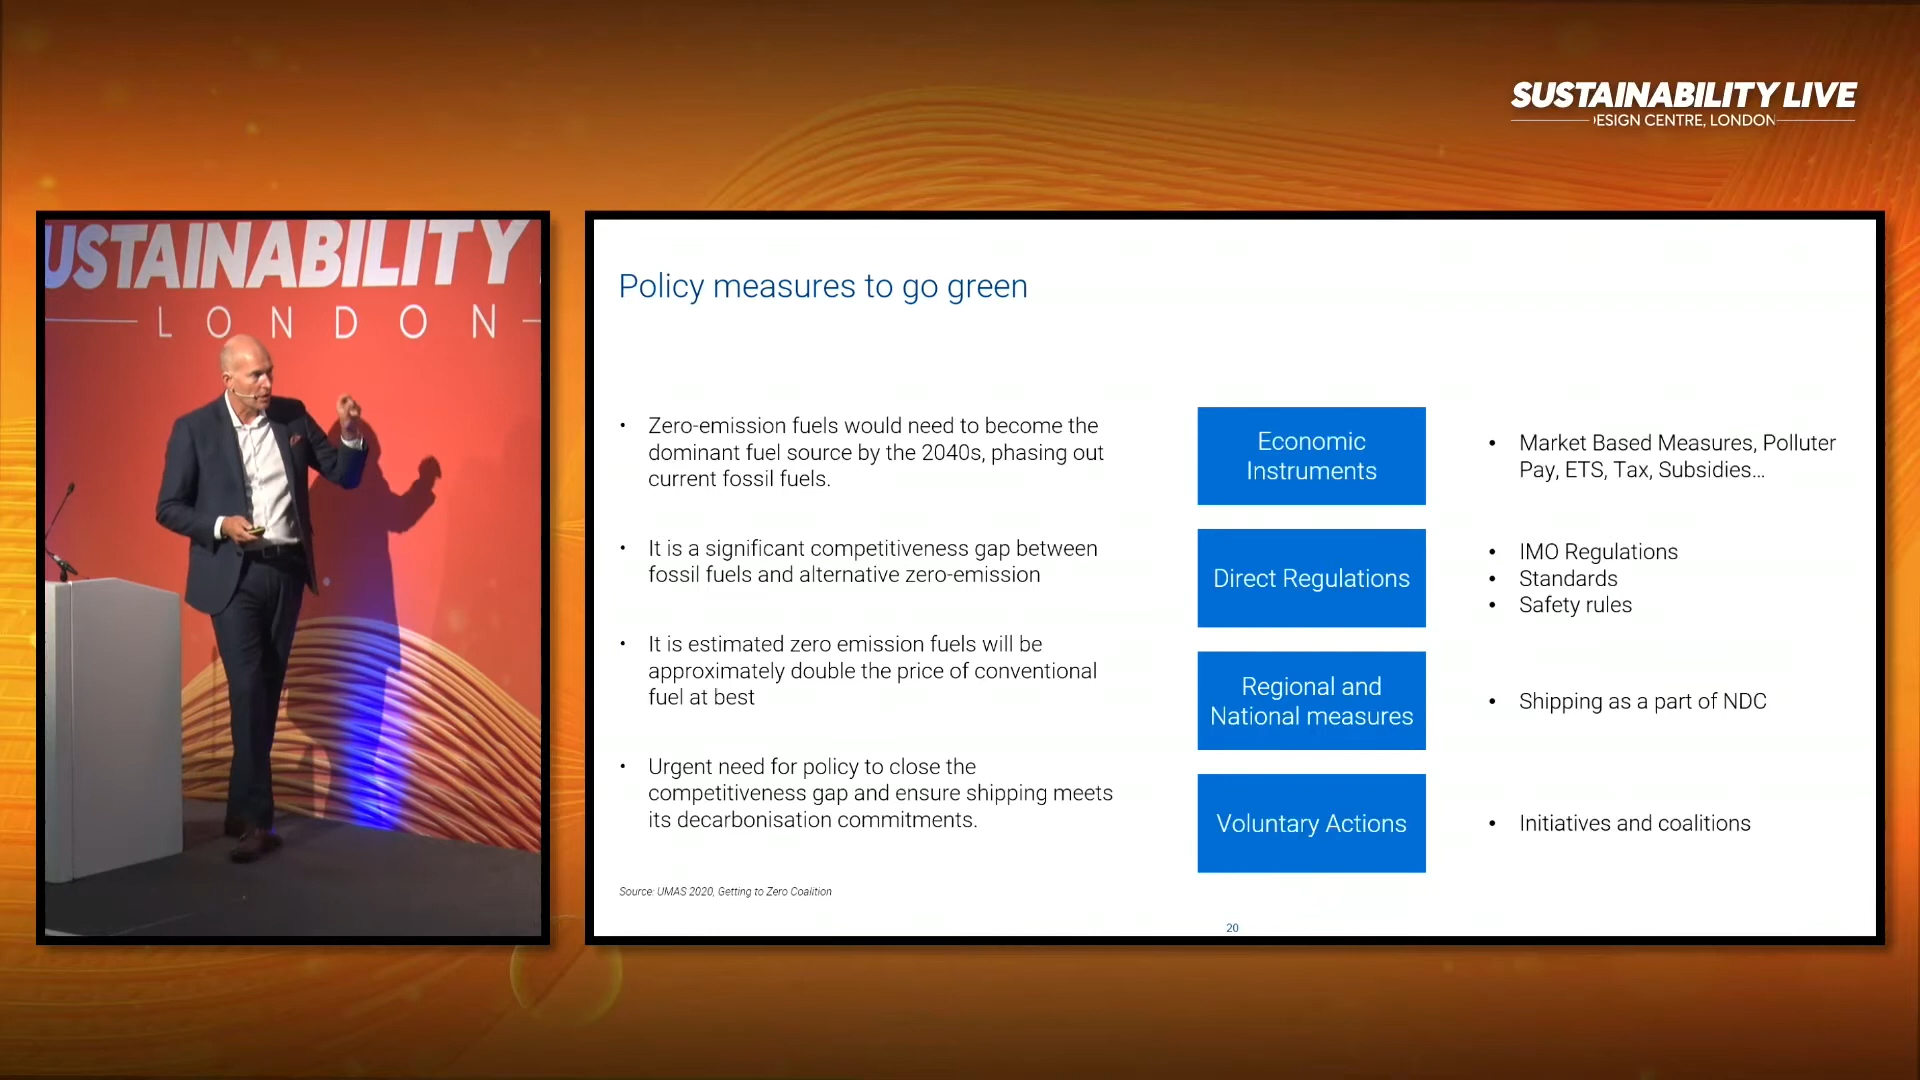 SUSTAINABILITY LIVE
ESIGN CENTRE, LONDON
USTAINABILITY
LONDON
Policy measures to go green
• Zero-emission fuels would need to become the
dominant fuel source by the 2040s, phasing out
current fossil fuels.
• It is a significant competitiveness gap between
fossil fuels and alternative zero-emission
• It is estimated zero emission fuels will be
approximately double the price of conventional
fuel at best
• Urgent need for policy to close the
competitiveness gap and ensure shipping meets
its decarbonisation commitments.
Source: UMAS 2020, Getting to Zero Coalition
Economic
Instruments
• Market Based Measures, Polluter
Pay, ETS, Tax, Subsidies...
Direct Regulations
• IMO Regulations
• Standards
• Safety rules
Regional and
National measures
• Shipping as a part of NDC
Voluntary Actions
• Initiatives and coalitions
20